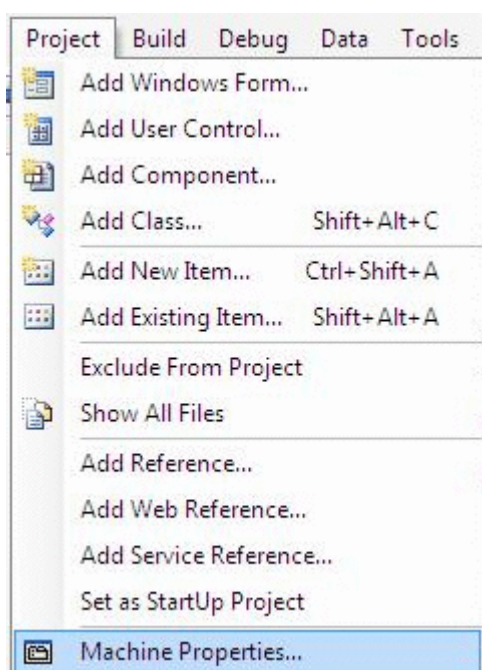 Project Build Debug Data Tools
Add Windows Form...
Add User Control...
Add Component...
Add Class... Shift+Alt+C
Add New Item... Ctrl+Shift+A
Add Existing Item... Shift+Alt+A
Exclude From Project
Show All Files
Add Reference...
Add Web Reference...
Add Service Reference...
Set as StartUp Project
Machine Properties...